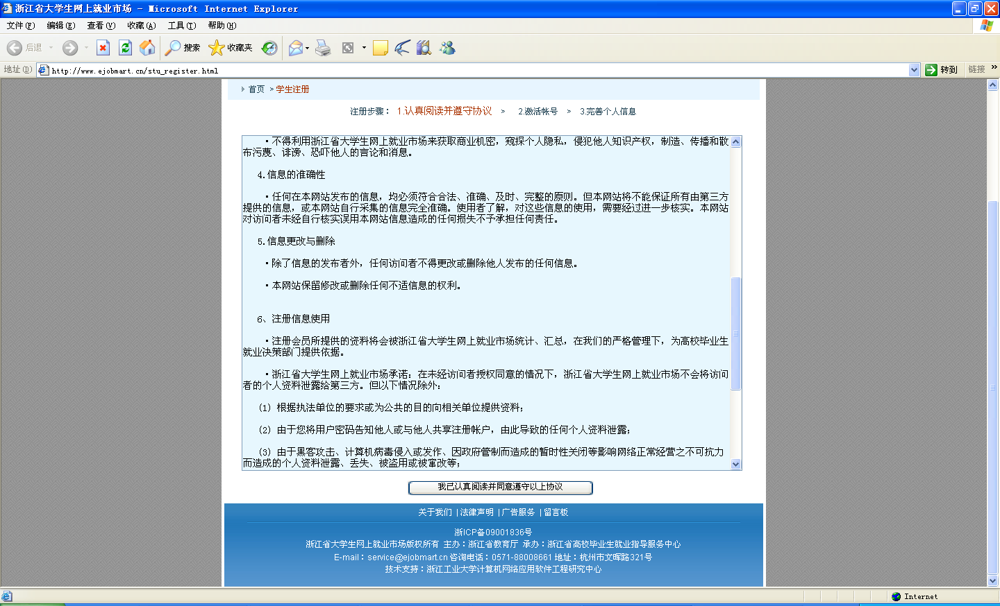 浙江省大学生网上就业市场 - Microsoft Internet Explorer
文件(F) 编辑(E) 查看(V) 收藏(A) 工具(T) 帮助(H)
后退 搜索 收藏夹
地址(D) http://www.ejobmart.cn/stu_register.html 转到 链接 »
首页 > 学生注册
注册步骤： 1.认真阅读并遵守协议 > 2.激活帐号 > 3.完善个人信息
・不得利用浙江省大学生网上就业市场来获取商业机密，窥探个人隐私，侵犯他人知识产权，制造、传播和散
布污蔑、诽谤、恐吓他人的言论和消息。
4.信息的准确性
・任何在本网站发布的信息，均必须符合合法、准确、及时、完整的原则。但本网站将不能保证所有由第三方
提供的信息，或本网站自行采集的信息完全准确。使用者了解，对这些信息的使用，需要经过进一步核实。本网站
对访问者未经自行核实误用本网站信息造成的任何损失不予承担任何责任。
5.信息更改与删除
・除了信息的发布者外，任何访问者不得更改或删除他人发布的任何信息。
・本网站保留修改或删除任何不适信息的权利。
6、注册信息使用
・注册会员所提供的资料将会被浙江省大学生网上就业市场统计、汇总，在我们的严格管理下，为高校毕业生
就业决策部门提供依据。
・浙江省大学生网上就业市场承诺：在未经访问者授权同意的情况下，浙江省大学生网上就业市场不会将访问
者的个人资料泄露给第三方。但以下情况除外：
(1) 根据执法单位的要求或为公共的目的向相关单位提供资料；
(2) 由于您将用户密码告知他人或与他人共享注册帐户，由此导致的任何个人资料泄露；
(3) 由于黑客攻击、计算机病毒侵入或发作、因政府管制而造成的暂时性关闭等影响网络正常经营之不可抗力
而造成的个人资料泄露、丢失、被盗用或被窜改等；
我已认真阅读并同意遵守以上协议
关于我们 | 法律声明 | 广告服务 | 留言板
浙ICP备09001836号
浙江省大学生网上就业市场版权所有 主办：浙江省教育厅 承办：浙江省高校毕业生就业指导服务中心
E-mail：service@ejobmart.cn 咨询电话：0571-88008661 地址：杭州市文晖路321号
技术支持：浙江工业大学计算机网络应用软件工程研究中心
Internet